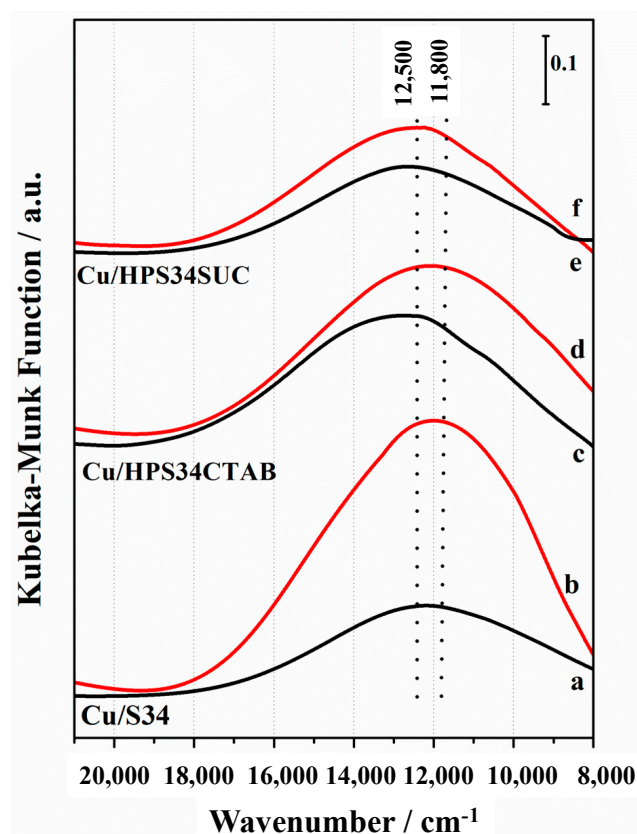 12,500
11,800
0.1
f
Cu/HPS34SUC
e
d
Cu/HPS34CTAB
c
b
a
Cu/S34
Kubelka-Munk Function / a.u.
20,000 18,000 16,000 14,000 12,000 10,000 8,000
Wavenumber / cm⁻¹